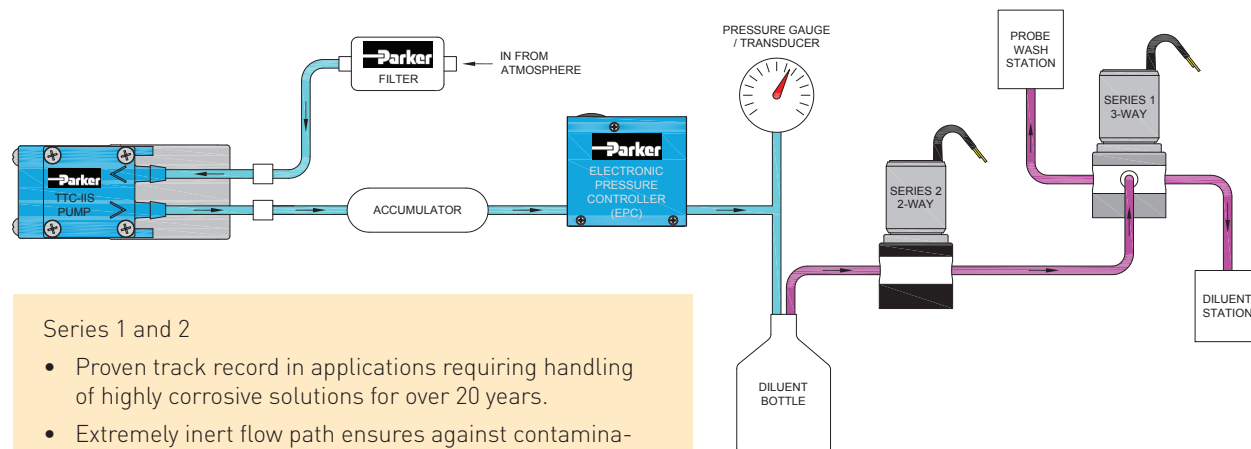 PRESSURE GAUGE
/ TRANSDUCER
PROBE
WASH
STATION
Parker
FILTER
IN FROM
ATMOSPHERE
SERIES 1
3-WAY
Parker
TTC-IIS
PUMP
ACCUMULATOR
Parker
ELECTRONIC
PRESSURE
CONTROLLER
(EPC)
SERIES 2
2-WAY
DILUENT
STATION
DILUENT
BOTTLE
Series 1 and 2
• Proven track record in applications requiring handling
of highly corrosive solutions for over 20 years.
• Extremely inert flow path ensures against contamina-